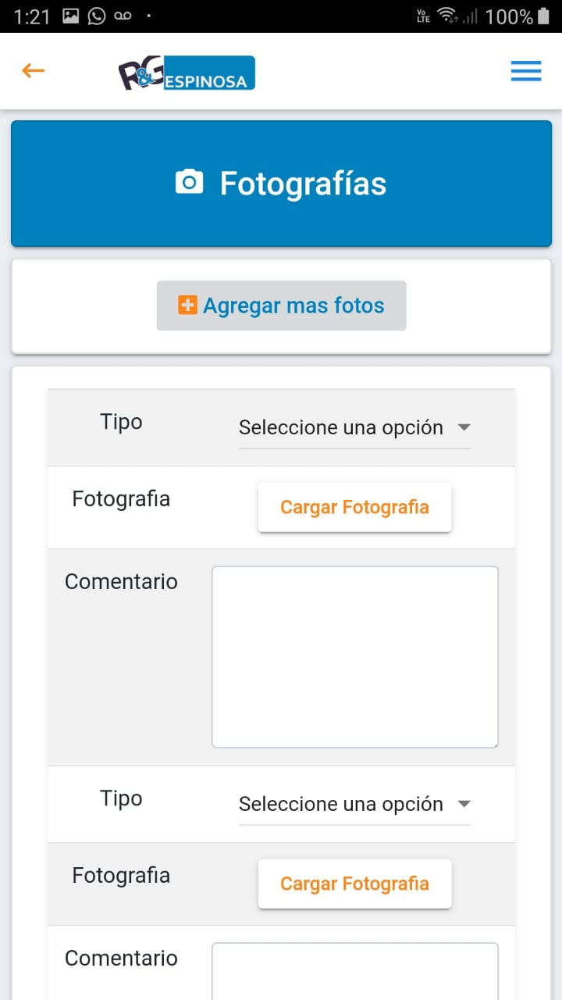 1:21
Vo LTE
100%
R&G ESPINOSA
Fotografías
Agregar mas fotos
Tipo
Seleccione una opción
Fotografia
Cargar Fotografia
Comentario
Tipo
Seleccione una opción
Fotografia
Cargar Fotografia
Comentario